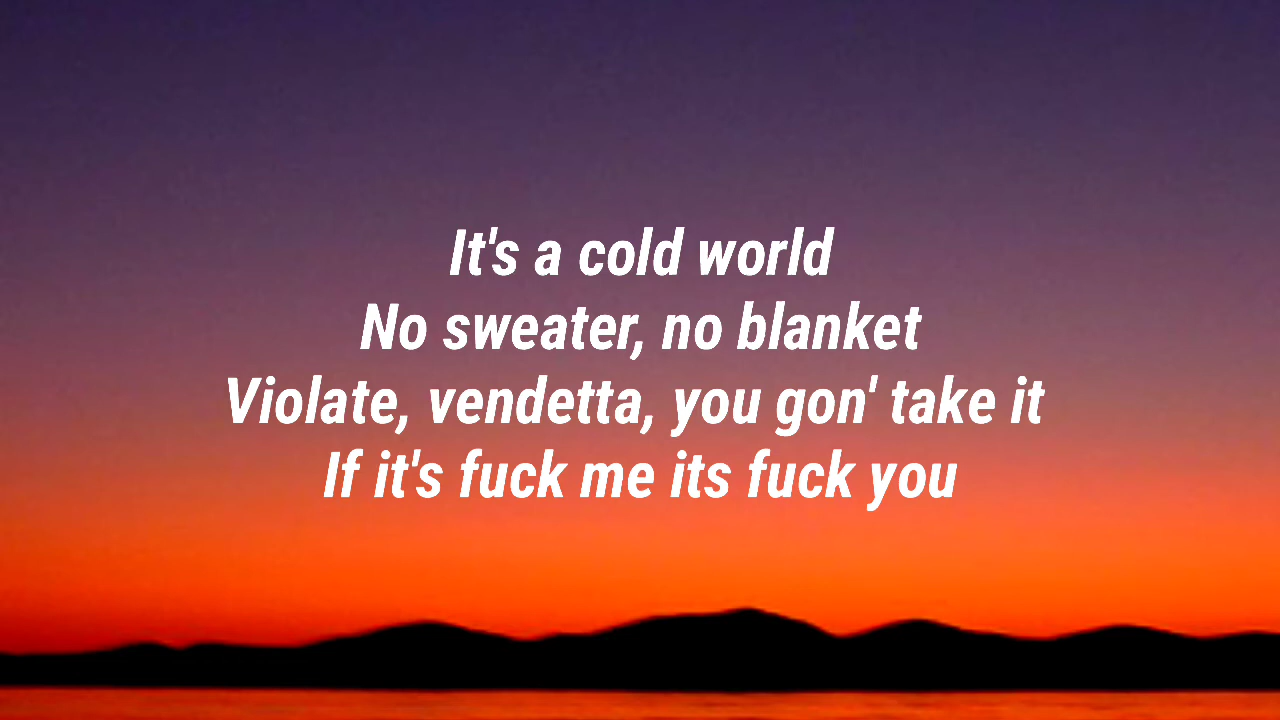 It's a cold world
No sweater, no blanket
Violate, vendetta, you gon' take it
If it's fuck me its fuck you